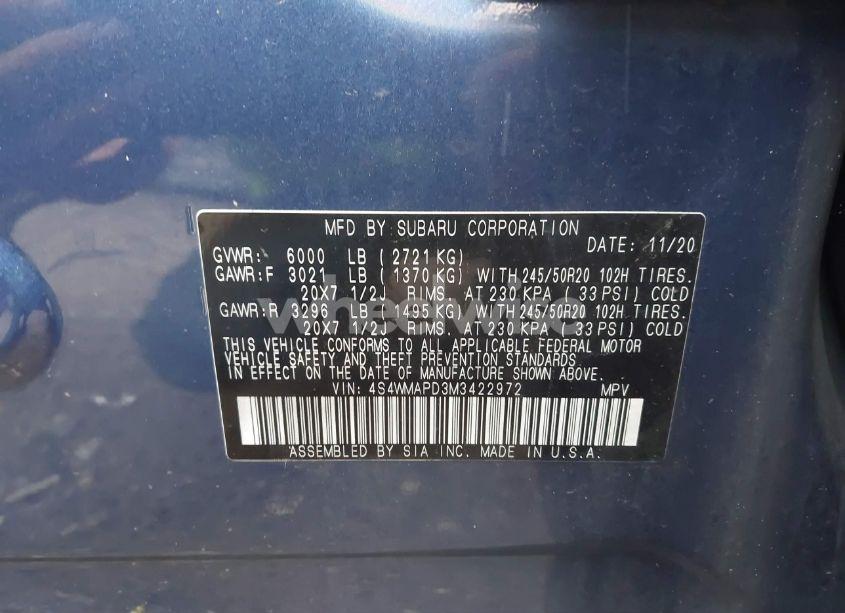 MFD BY SUBARU CORPORATION
DATE: 11/20
GVWR: 6000 LB ( 2721 KG)
GAWR:F 3021 LB ( 1370 KG) WITH 245/50R20 102H TIRES.
20X7 1/2J RIMS. AT 230 KPA ( 33 PSI) COLD
GAWR:R 3296 LB ( 1495 KG) WITH 245/50R20 102H TIRES.
20X7 1/2J RIMS. AT 230 KPA ( 33 PSI) COLD
THIS VEHICLE CONFORMS TO ALL APPLICABLE FEDERAL MOTOR
VEHICLE SAFETY AND THEFT PREVENTION STANDARDS
IN EFFECT ON THE DATE OF MANUFACTURE SHOWN ABOVE.
VIN: 4S4WMAPD3M3422972 MPV
ASSEMBLED BY SIA INC. MADE IN U.S.A.